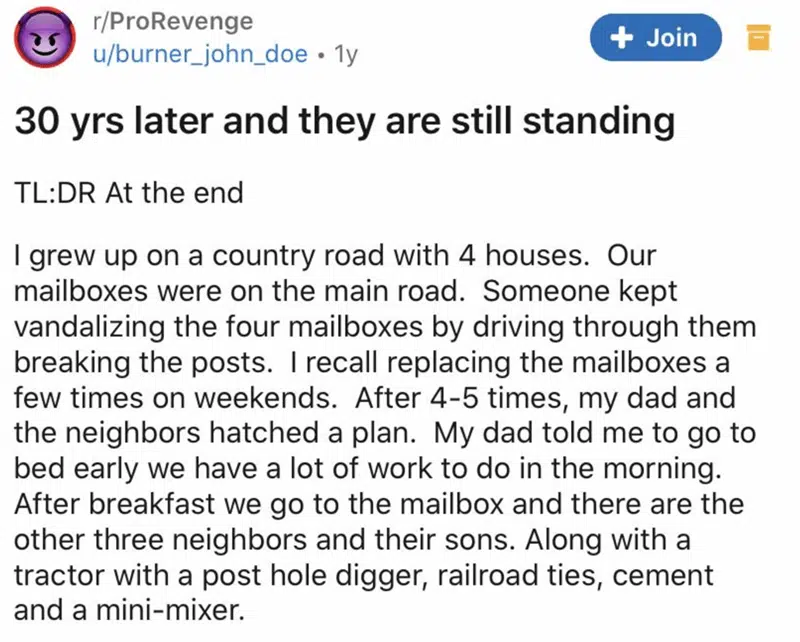 r/ProRevenge
u/burner_john_doe • 1y
+ Join
30 yrs later and they are still standing
TL:DR At the end
I grew up on a country road with 4 houses.  Our
mailboxes were on the main road.  Someone kept
vandalizing the four mailboxes by driving through them
breaking the posts.  I recall replacing the mailboxes a
few times on weekends.  After 4-5 times, my dad and
the neighbors hatched a plan.  My dad told me to go to
bed early we have a lot of work to do in the morning.
After breakfast we go to the mailbox and there are the
other three neighbors and their sons. Along with a
tractor with a post hole digger, railroad ties, cement
and a mini-mixer.